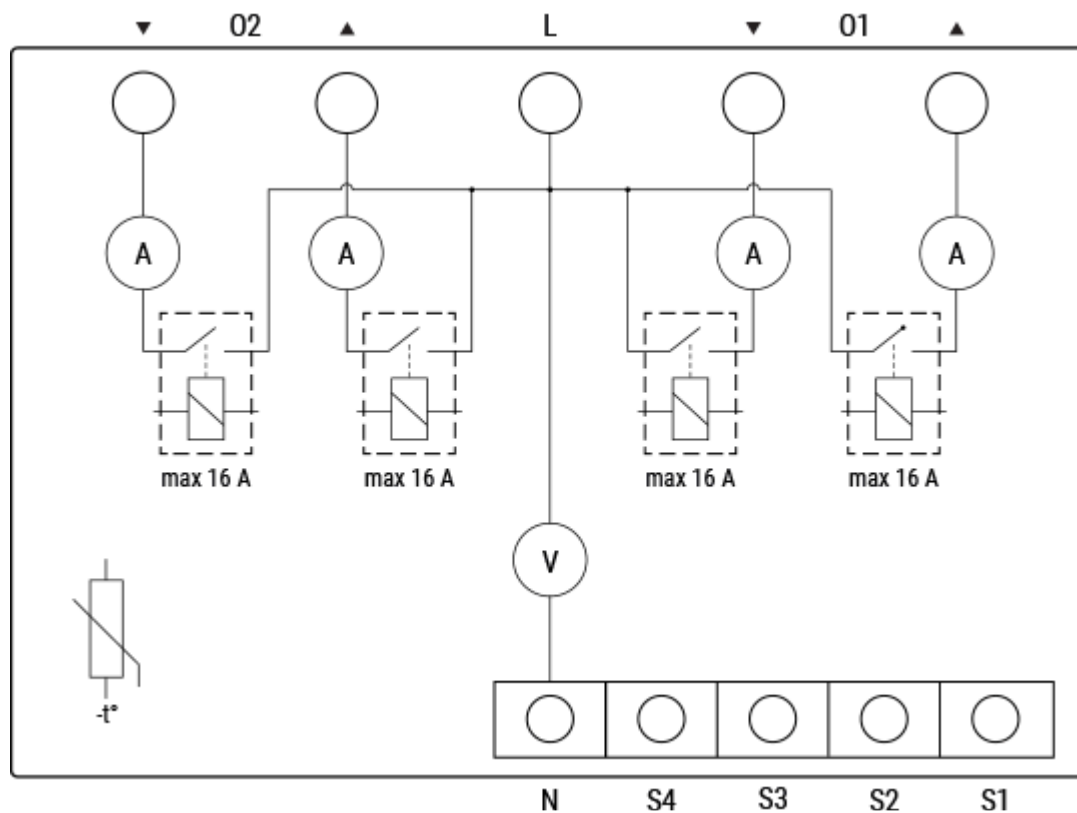 ▼ O2 ▲ L ▼ O1 ▲
A A A A
max 16 A max 16 A max 16 A max 16 A
V
-t°
N S4 S3 S2 S1